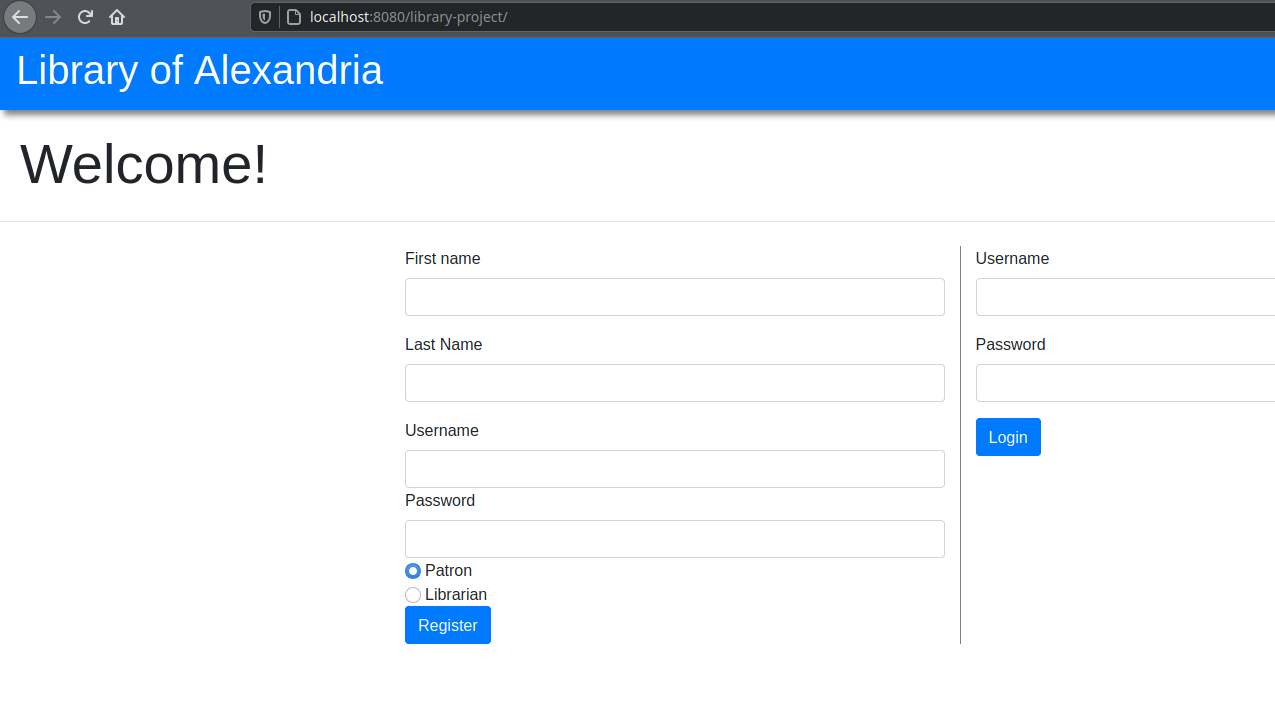 localhost:8080/library-project/
Library of Alexandria
Welcome!
First name
Last Name
Username
Password
Patron
Librarian
Register
Username
Password
Login